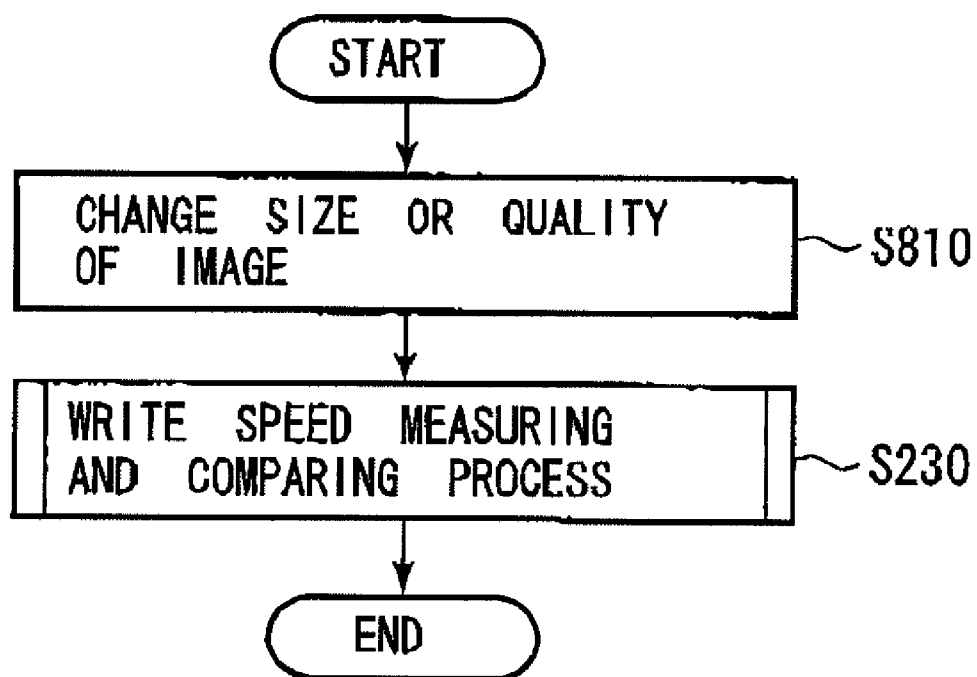 START
CHANGE SIZE OR QUALITY
OF IMAGE
S810
WRITE SPEED MEASURING
AND COMPARING PROCESS
S230
END